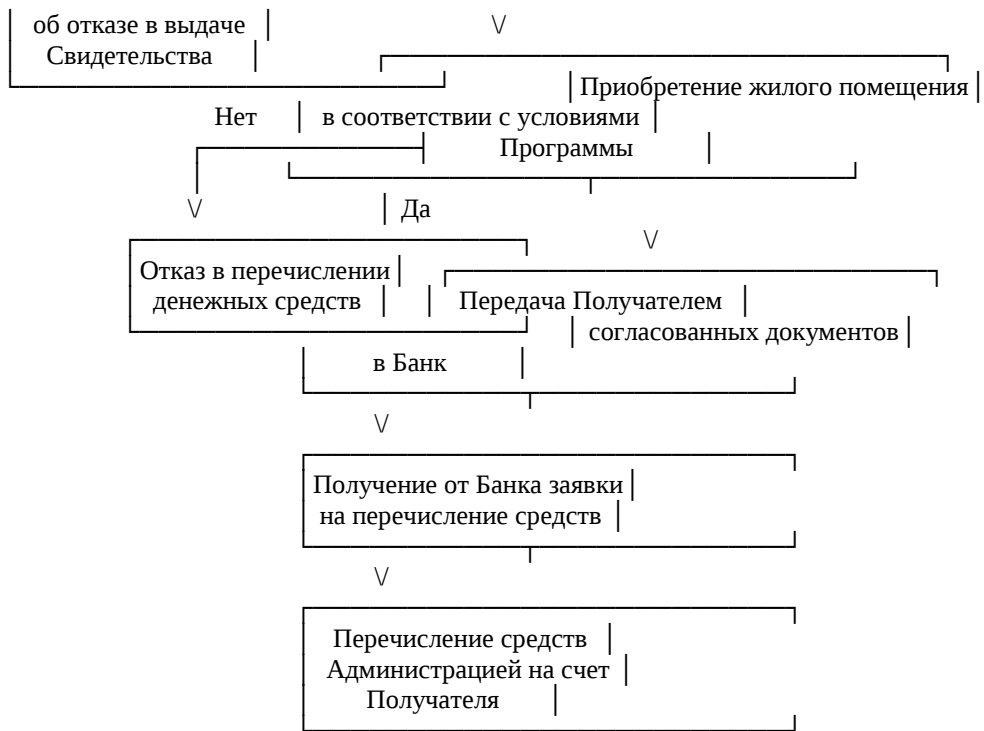 об отказе в выдаче
Свидетельства
Приобретение жилого помещения
Нет в соответствии с условиями
Программы
Да
Отказ в перечислении
денежных средств Передача Получателем
согласованных документов
в Банк
Получение от Банка заявки
на перечисление средств
Перечисление средств
Администрацией на счет
Получателя